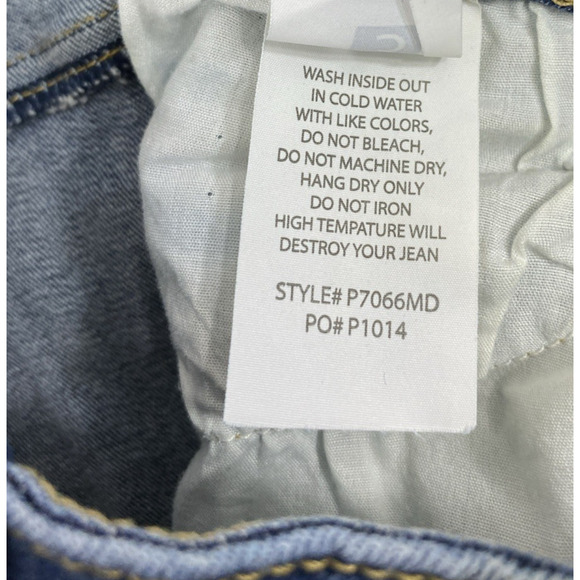 WASH INSIDE OUT
IN COLD WATER
WITH LIKE COLORS,
DO NOT BLEACH,
DO NOT MACHINE DRY,
HANG DRY ONLY
DO NOT IRON
HIGH TEMPATURE WILL
DESTROY YOUR JEAN
STYLE# P7066MD
PO# P1014